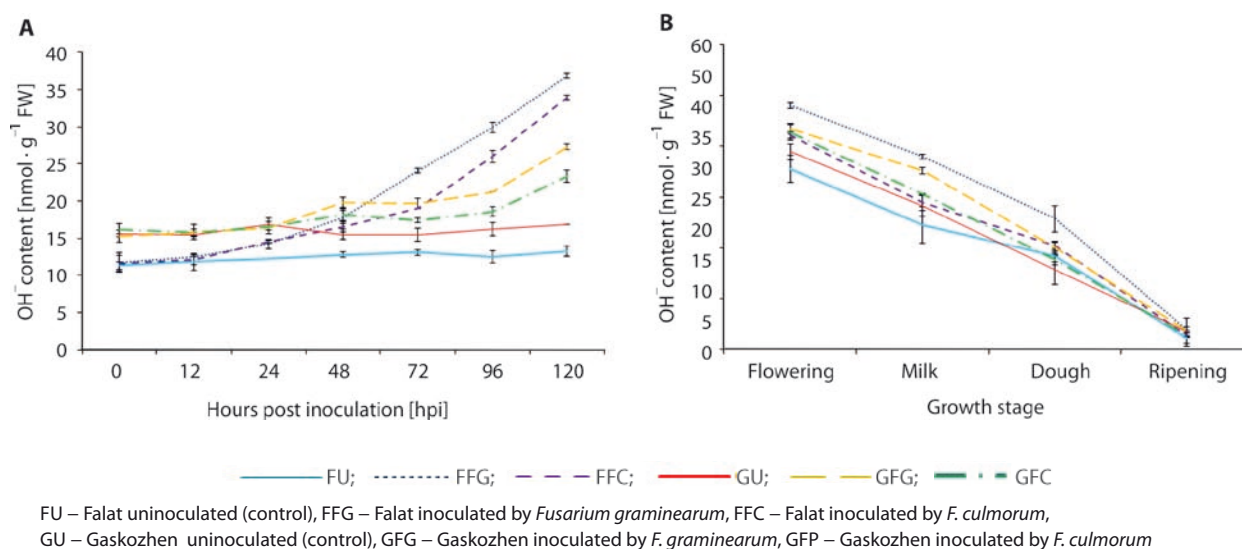 A
40
35
30
25
20
15
10
5
0
OH⁻ content [nmol · g⁻¹ FW]
0 12 24 48 72 96 120
Hours post inoculation [hpi]
B
60
50
40
35
30
25
20
15
10
5
0
OH⁻ content [nmol · g⁻¹ FW]
Flowering Milk Dough Ripening
Growth stage
FU; FFG; FFC; GU; GFG; GFC
FU – Falat uninoculated (control), FFG – Falat inoculated by Fusarium graminearum, FFC – Falat inoculated by F. culmorum,
GU – Gaskozhen uninoculated (control), GFG – Gaskozhen inoculated by F. graminearum, GFP – Gaskozhen inoculated by F. culmorum